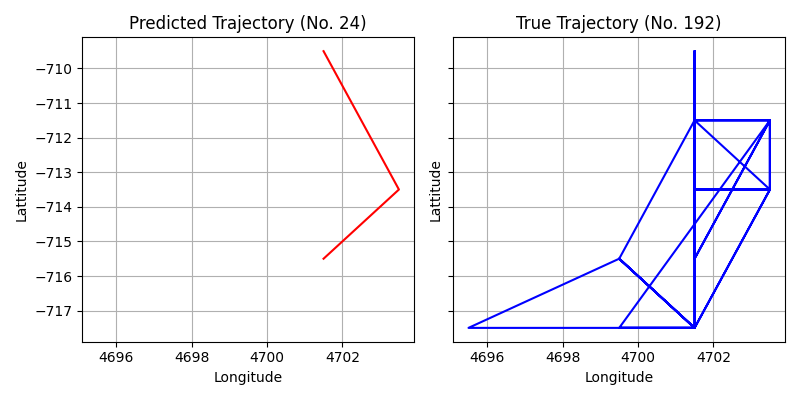 Predicted Trajectory (No. 24)
Lattitude
−710
−711
−712
−713
−714
−715
−716
−717
4696
4698
4700
4702
Longitude
True Trajectory (No. 192)
Lattitude
4696
4698
4700
4702
Longitude